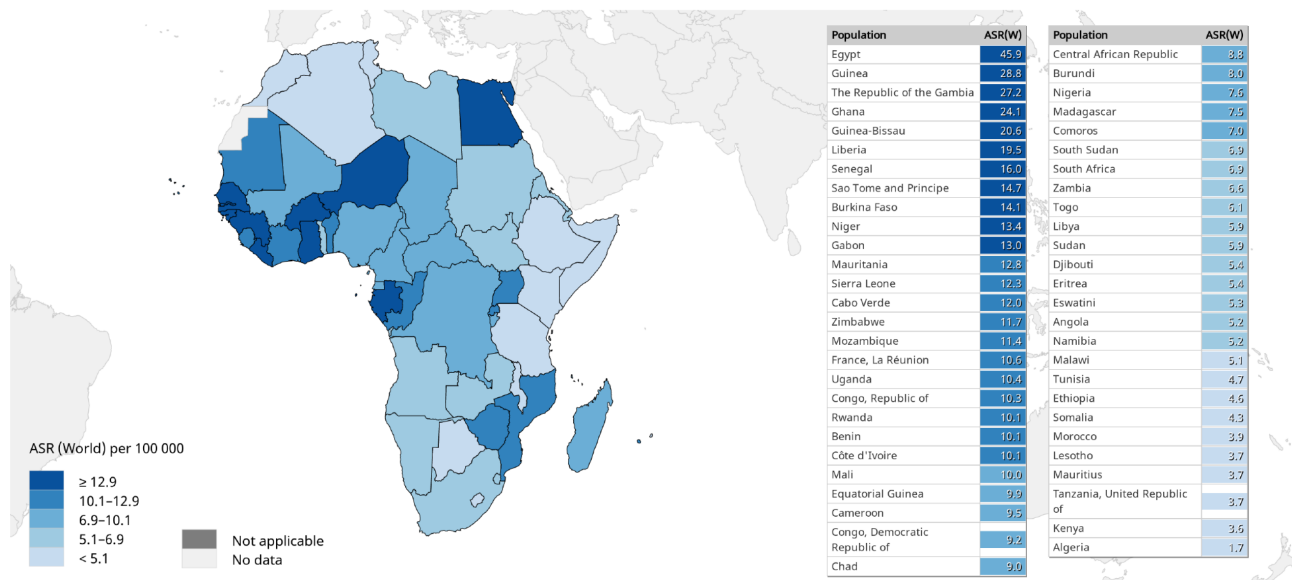 Population ASR(W)
Egypt 45.9
Guinea 28.8
The Republic of the Gambia 27.2
Ghana 24.1
Guinea-Bissau 20.6
Liberia 19.5
Senegal 16.0
Sao Tome and Principe 14.7
Burkina Faso 14.1
Niger 13.4
Gabon 13.0
Mauritania 12.8
Sierra Leone 12.3
Cabo Verde 12.0
Zimbabwe 11.7
Mozambique 11.4
France, La Réunion 10.6
Uganda 10.4
Congo, Republic of 10.3
Rwanda 10.1
Benin 10.1
Côte d'Ivoire 10.1
Mali 10.0
Equatorial Guinea 9.9
Cameroon 9.5
Congo, Democratic
Republic of 9.2
Chad 9.0
Population ASR(W)
Central African Republic 8.8
Burundi 8.0
Nigeria 7.6
Madagascar 7.5
Comoros 7.0
South Sudan 6.9
South Africa 6.9
Zambia 6.6
Togo 6.1
Libya 5.9
Sudan 5.9
Djibouti 5.4
Eritrea 5.4
Eswatini 5.3
Angola 5.2
Namibia 5.2
Malawi 5.1
Tunisia 4.7
Ethiopia 4.6
Somalia 4.3
Morocco 3.9
Lesotho 3.7
Mauritius 3.7
Tanzania, United Republic
of 3.7
Kenya 3.6
Algeria 1.7
ASR (World) per 100 000
≥ 12.9
10.1–12.9
6.9–10.1
5.1–6.9
< 5.1
Not applicable
No data